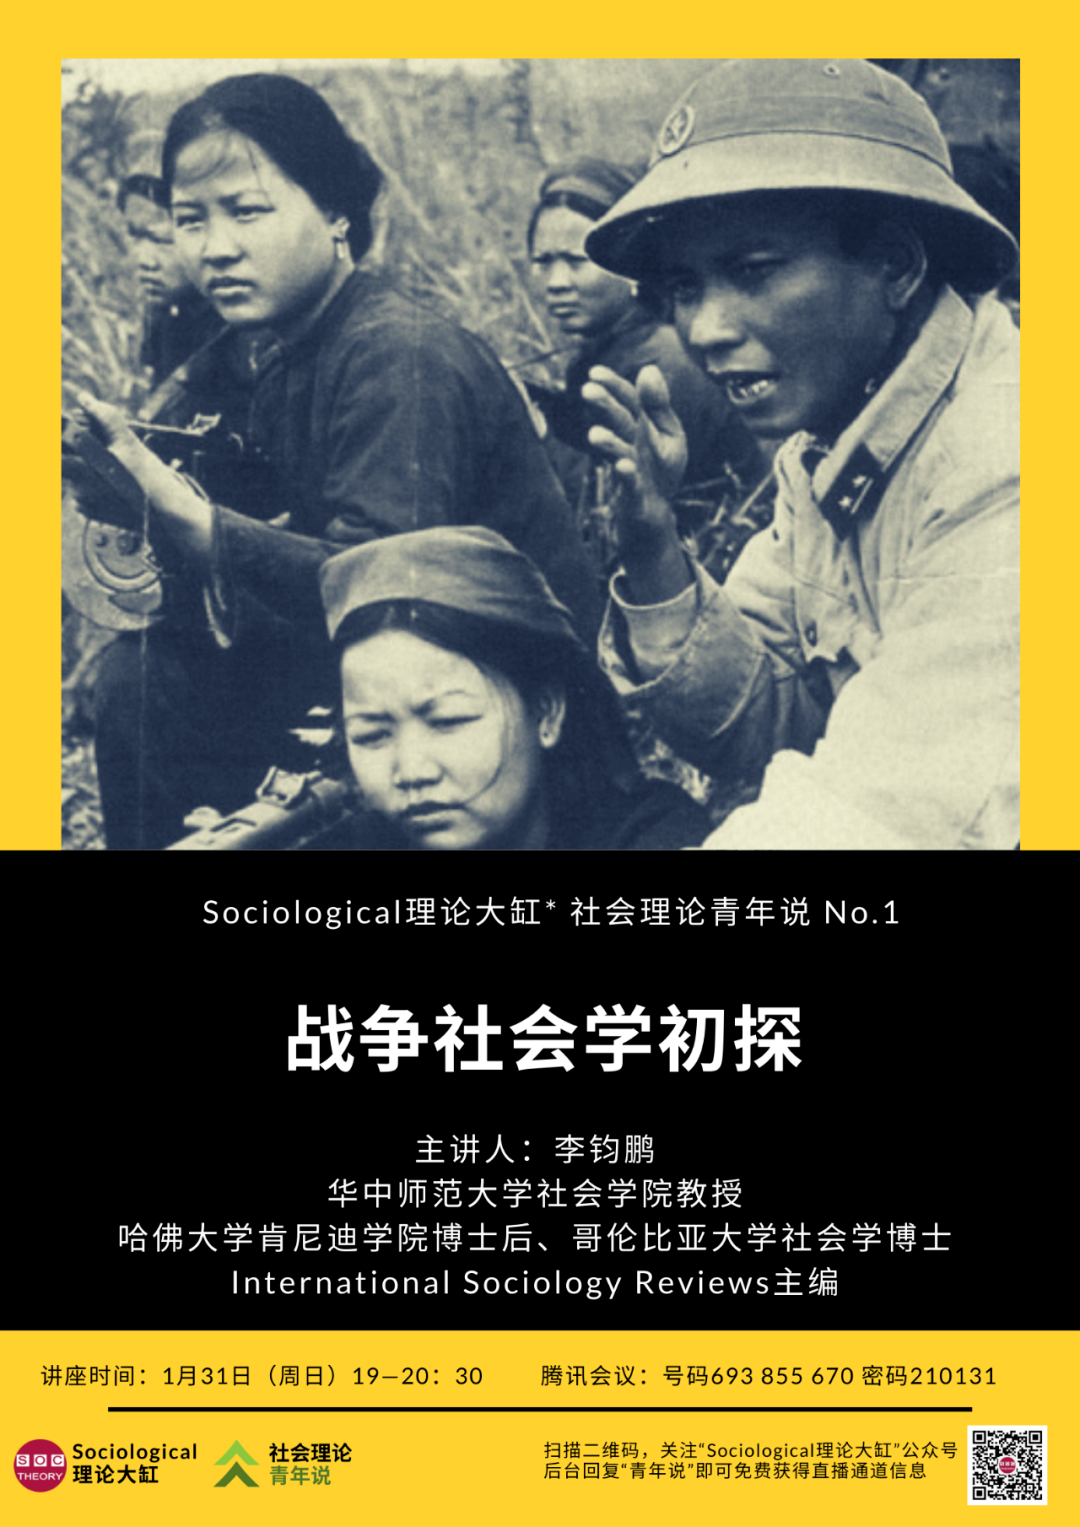 Sociological理论大缸* 社会理论青年说 No.1
战争社会学初探
主讲人：李钧鹏
华中师范大学社会学院教授
哈佛大学肯尼迪学院博士后、哥伦比亚大学社会学博士
International Sociology Reviews主编
讲座时间：1月31日（周日）19—20：30
腾讯会议：号码693 855 670 密码210131
SOC
THEORY
Sociological
理论大缸
社会理论
青年说
扫描二维码，关注“Sociological理论大缸”公众号
后台回复“青年说”即可免费获得直播通道信息